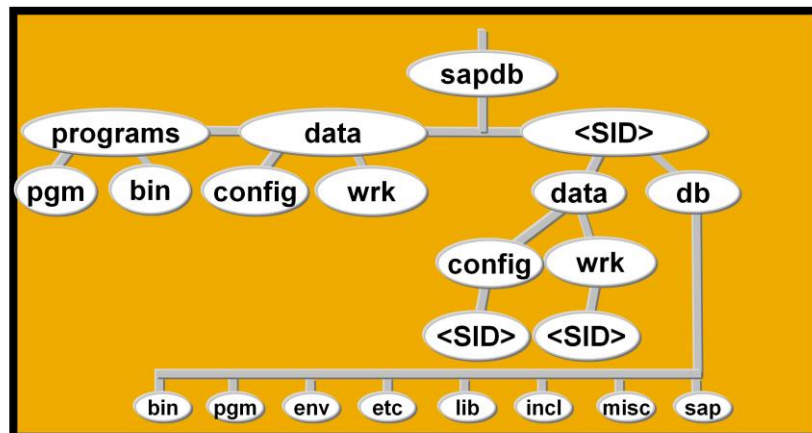 sapdb
programs data <SID>
pgm bin config wrk data db
config wrk
<SID> <SID>
bin pgm env etc lib incl misc sap